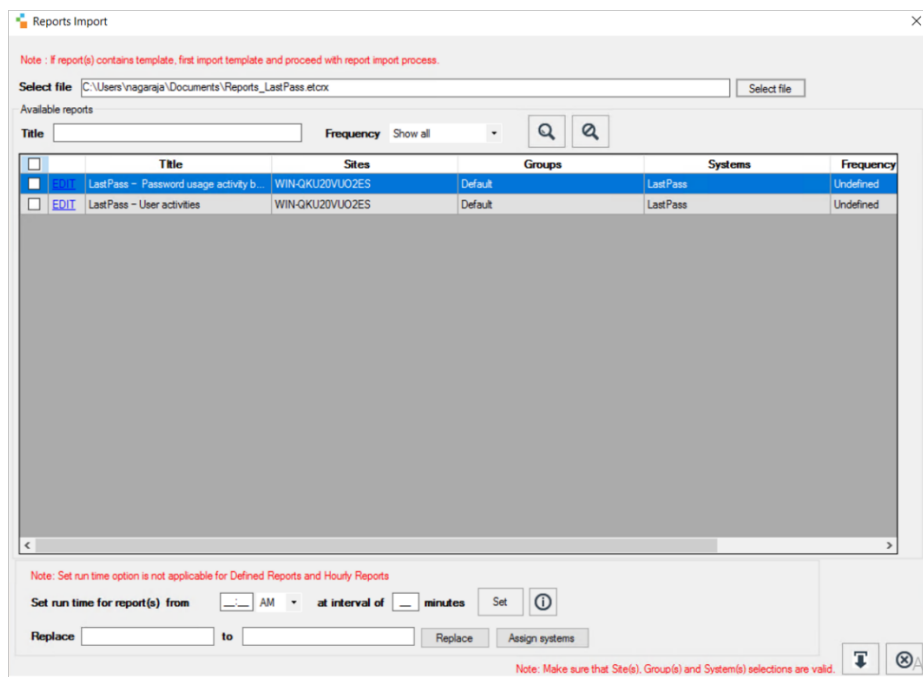 Reports Import
Note : If report(s) contains template, first import template and proceed with report import process.
Select file C:\Users\nagaraja\Documents\Reports_LastPass.etcrx Select file
Available reports
Title Frequency Show all
Title Sites Groups Systems Frequency
EDIT LastPass - Password usage activity b... WIN-QKU20VUO2ES Default LastPass Undefined
EDIT LastPass - User activities WIN-QKU20VUO2ES Default LastPass Undefined
Note: Set run time option is not applicable for Defined Reports and Hourly Reports
Set run time for report(s) from __:__ AM at interval of __ minutes Set
Replace to Replace Assign systems
Note: Make sure that Site(s), Group(s) and System(s) selections are valid.